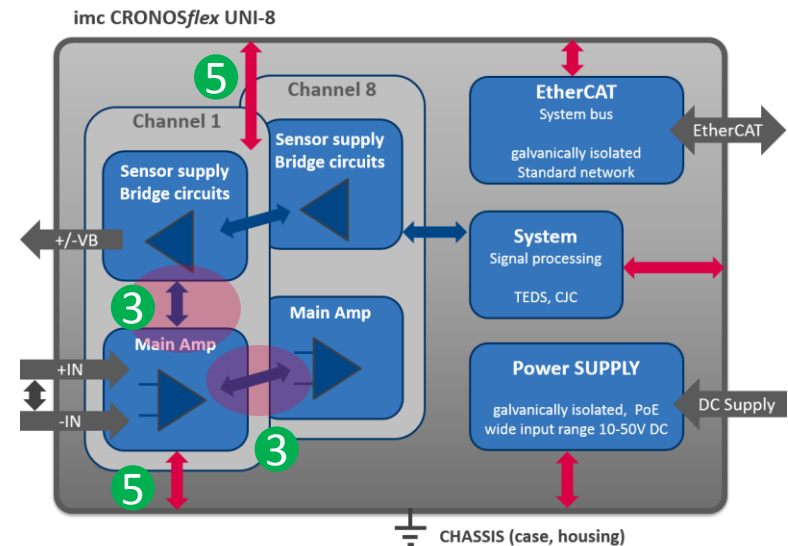 imc CRONOSflex UNI-8
5
Channel 8
Channel 1
Sensor supply
Bridge circuits
Sensor supply
Bridge circuits
EtherCAT
System bus
galvanically isolated
Standard network
EtherCAT
+/-VB
System
Signal processing
TEDS, CJC
3
Main Amp
Main Amp
+IN
-IN
Power SUPPLY
galvanically isolated, PoE
wide input range 10-50V DC
DC Supply
3
5
CHASSIS (case, housing)